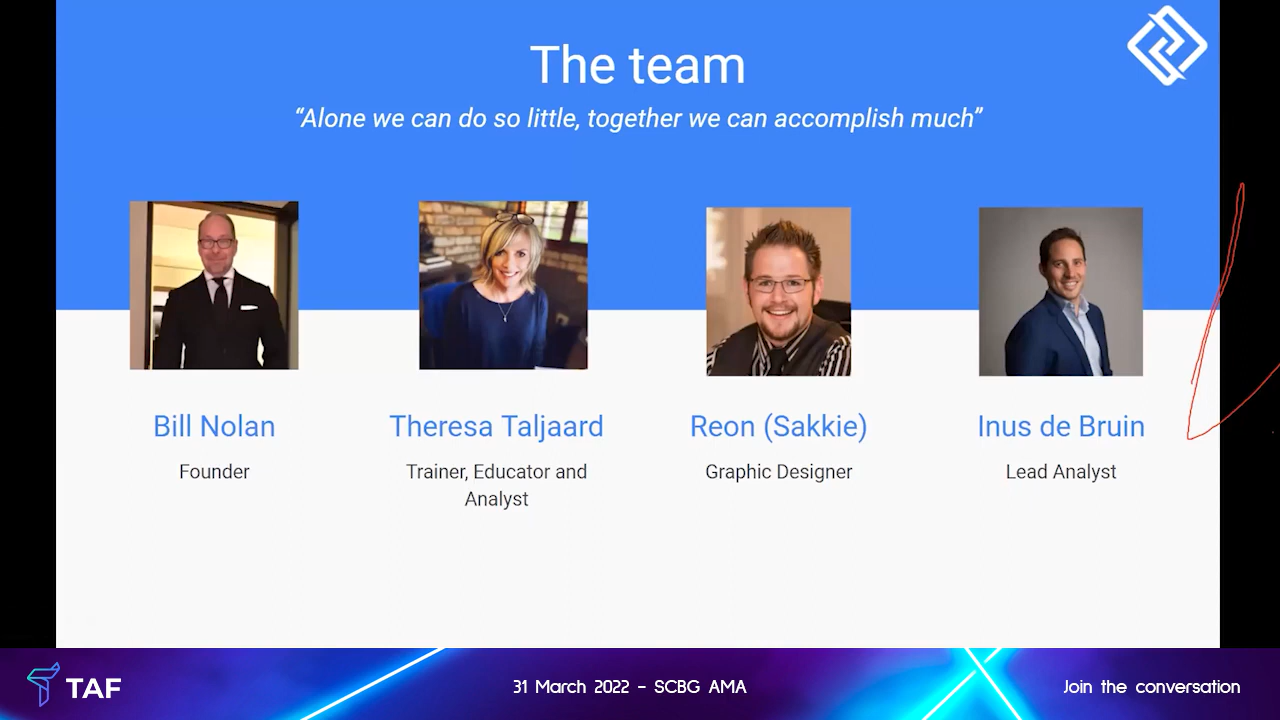 The team
“Alone we can do so little, together we can accomplish much”
Bill Nolan
Founder
Theresa Taljaard
Trainer, Educator and
Analyst
Reon (Sakkie)
Graphic Designer
Inus de Bruin
Lead Analyst
TAF
31 March 2022 - SCBG AMA
Join the conversation